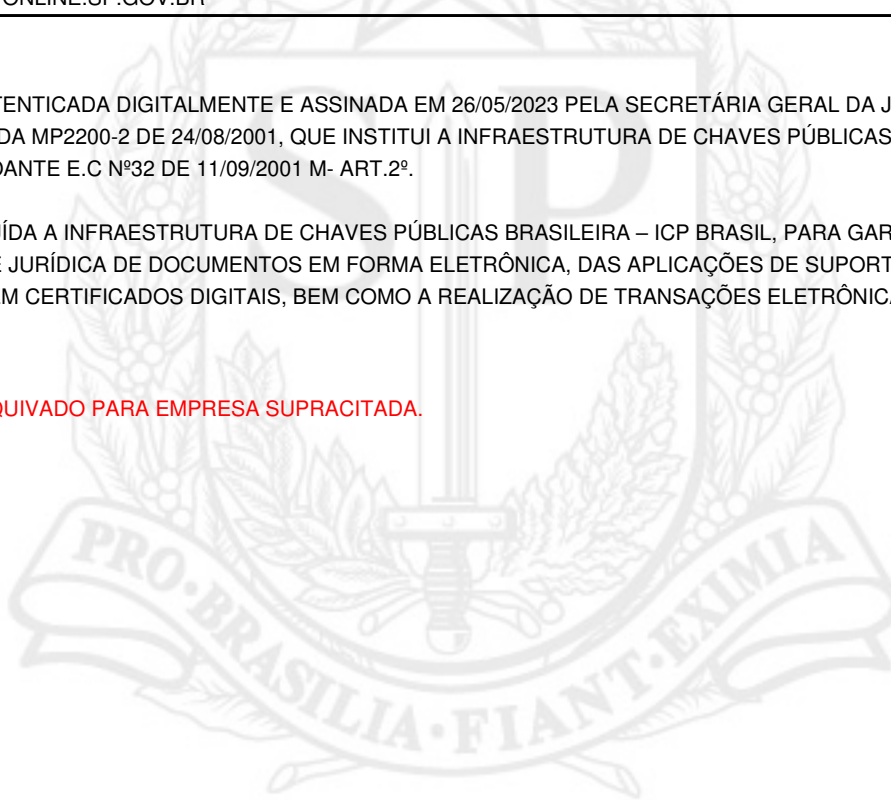 ONLINE.SP.GOV.BR
TENTICADA DIGITALMENTE E ASSINADA EM 26/05/2023 PELA SECRETÁRIA GERAL DA J
DA MP2200-2 DE 24/08/2001, QUE INSTITUI A INFRAESTRUTURA DE CHAVES PÚBLICAS
DANTE E.C Nº32 DE 11/09/2001 M- ART.2º.
ÍDA A INFRAESTRUTURA DE CHAVES PÚBLICAS BRASILEIRA – ICP BRASIL, PARA GAR
E JURÍDICA DE DOCUMENTOS EM FORMA ELETRÔNICA, DAS APLICAÇÕES DE SUPORT
EM CERTIFICADOS DIGITAIS, BEM COMO A REALIZAÇÃO DE TRANSAÇÕES ELETRÔNICA
QUIVADO PARA EMPRESA SUPRACITADA.
SP
PRO·BRASILIA·FIANT·EXIMIA